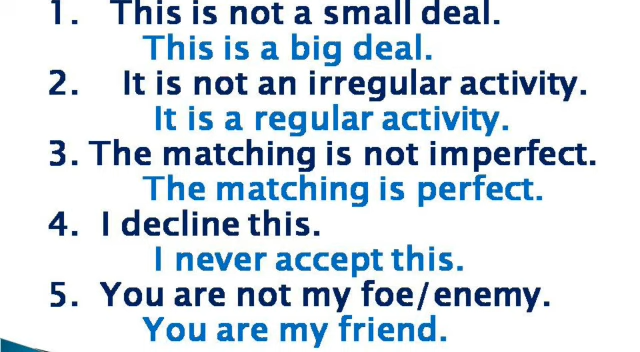 1. This is not a small deal.
This is a big deal.
2. It is not an irregular activity.
It is a regular activity.
3. The matching is not imperfect.
The matching is perfect.
4. I decline this.
I never accept this.
5. You are not my foe/enemy.
You are my friend.